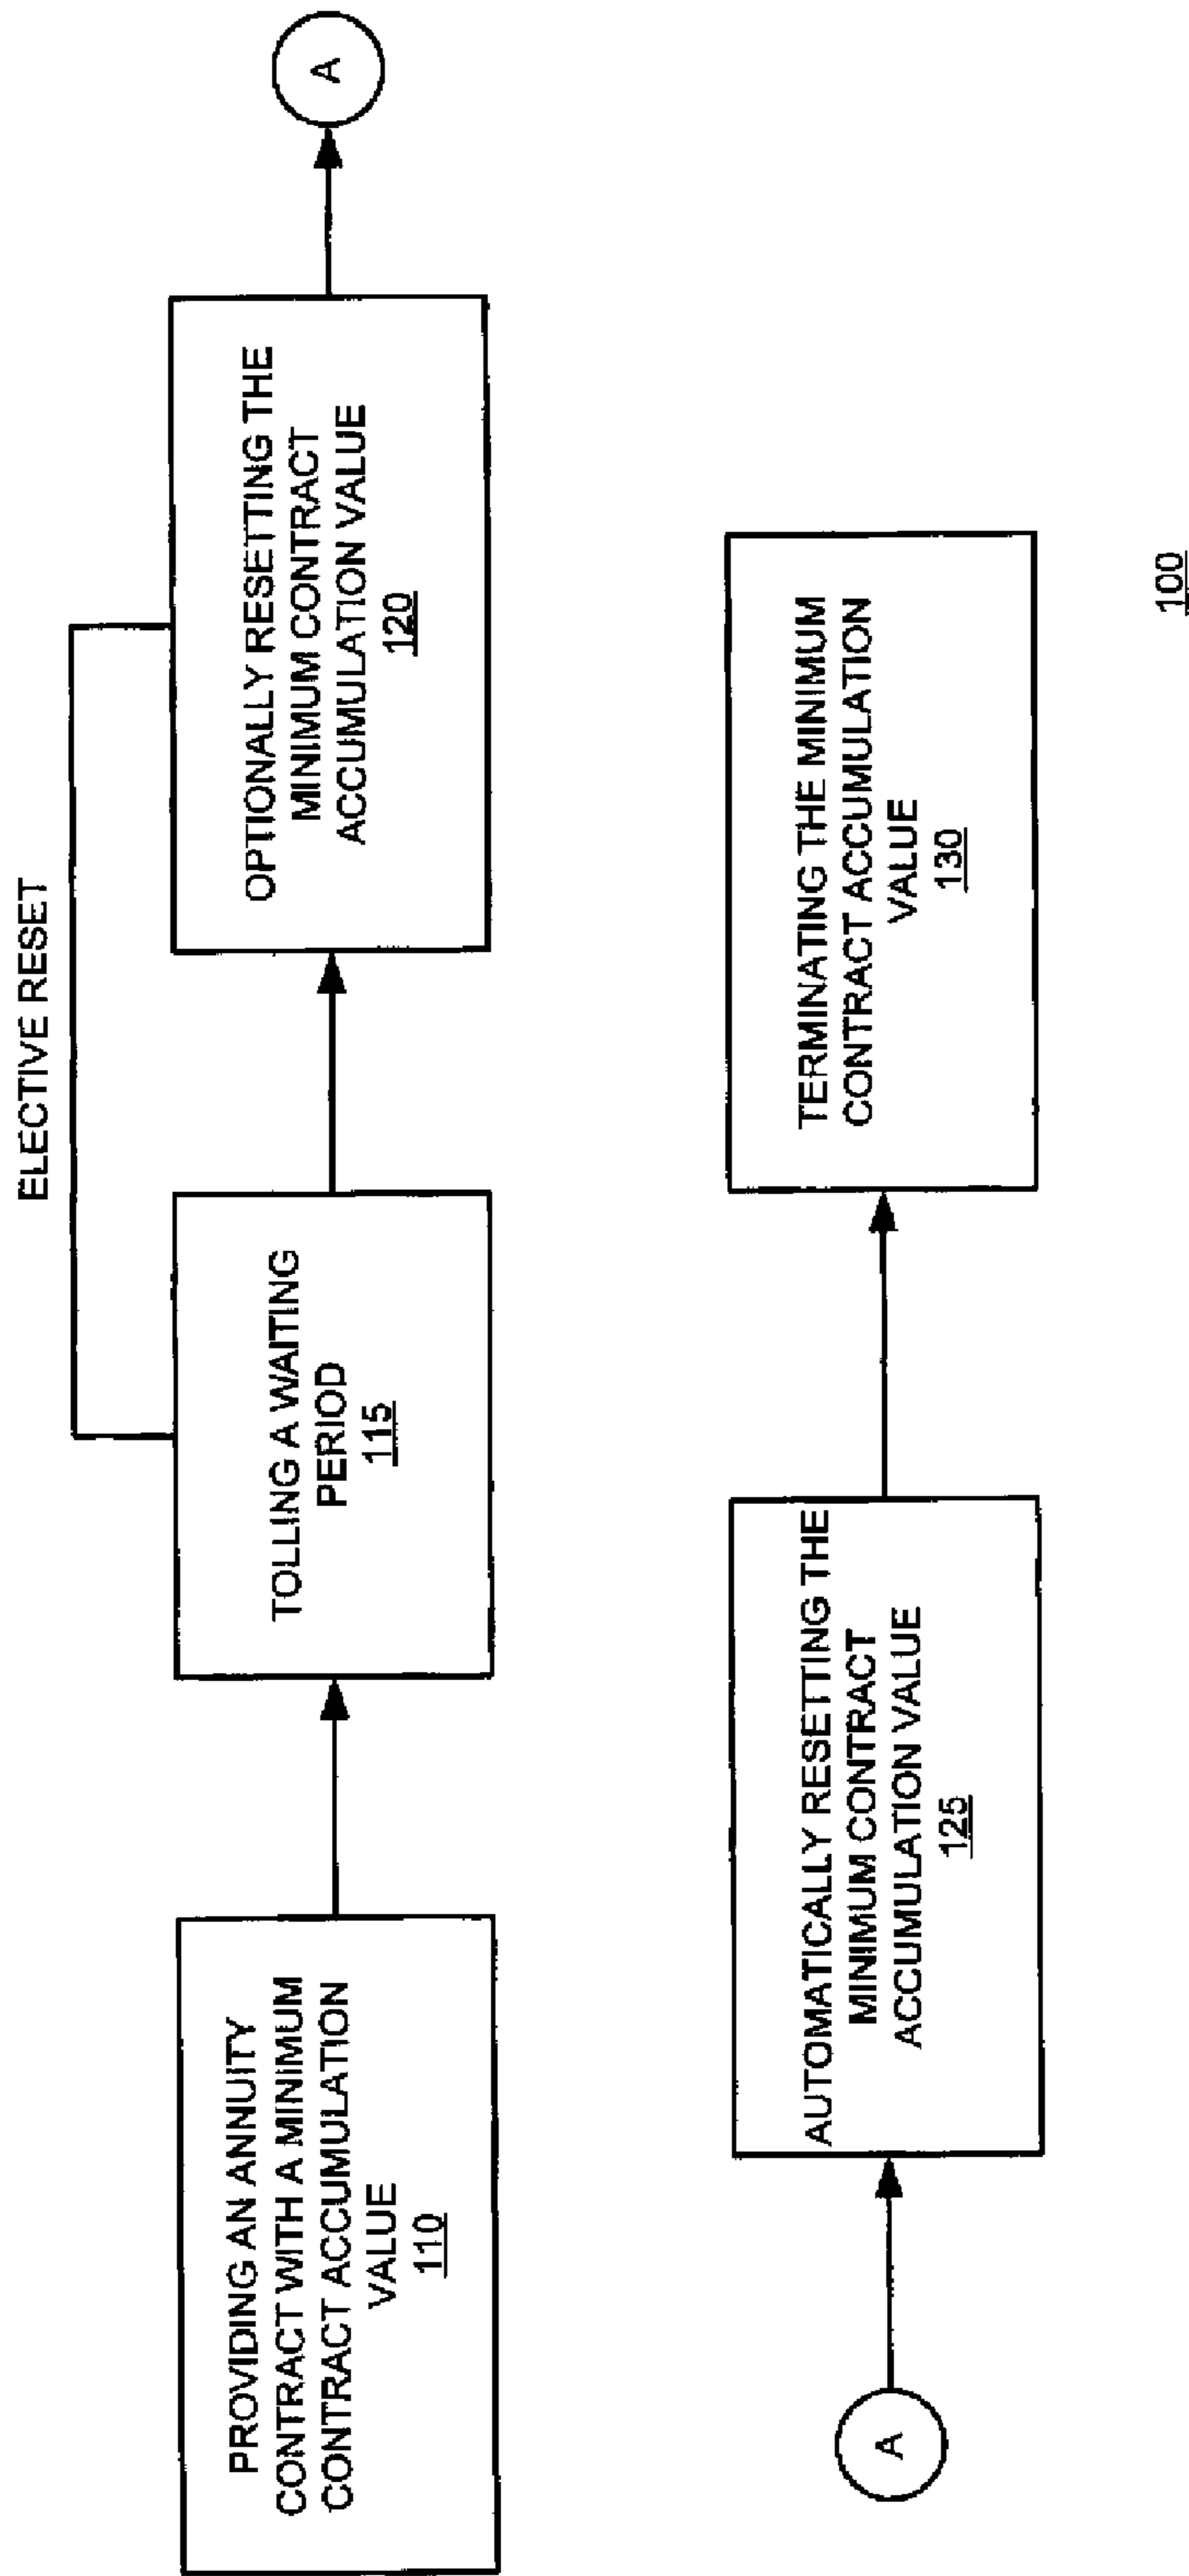 ELECTIVE RESET
PROVIDING AN ANNUITY
CONTRACT WITH A MINIMUM
CONTRACT ACCUMULATION
VALUE
110
TOLLING A WAITING
PERIOD
115
OPTIONALLY RESETTING THE
MINIMUM CONTRACT
ACCUMULATION VALUE
120
A
A
AUTOMATICALLY RESETTING THE
MINIMUM CONTRACT
ACCUMULATION VALUE
125
TERMINATING THE MINIMUM
CONTRACT ACCUMULATION
VALUE
130
100